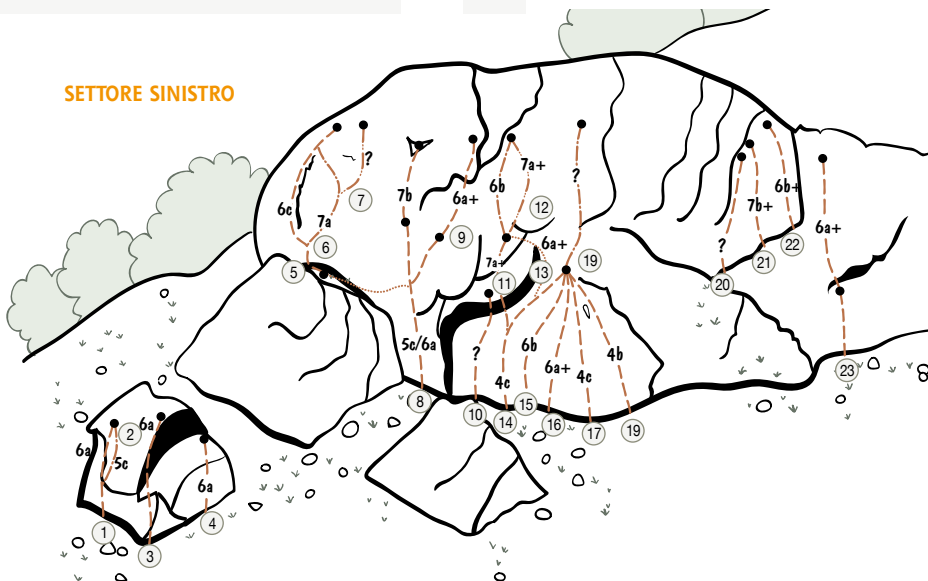 SETTORE SINISTRO
?
7a+
7b
6b
?
6c
7a
7
6a+
12
6b+
7b+
6
9
6a+
19
?
22
5
7a+
13
21
11
20
5c/6a
?
6b
4b
6a+
23
4c
4c
8
10
15
14
16
17
19
6a
2
6a
5c
6a
1
4
3
6a+